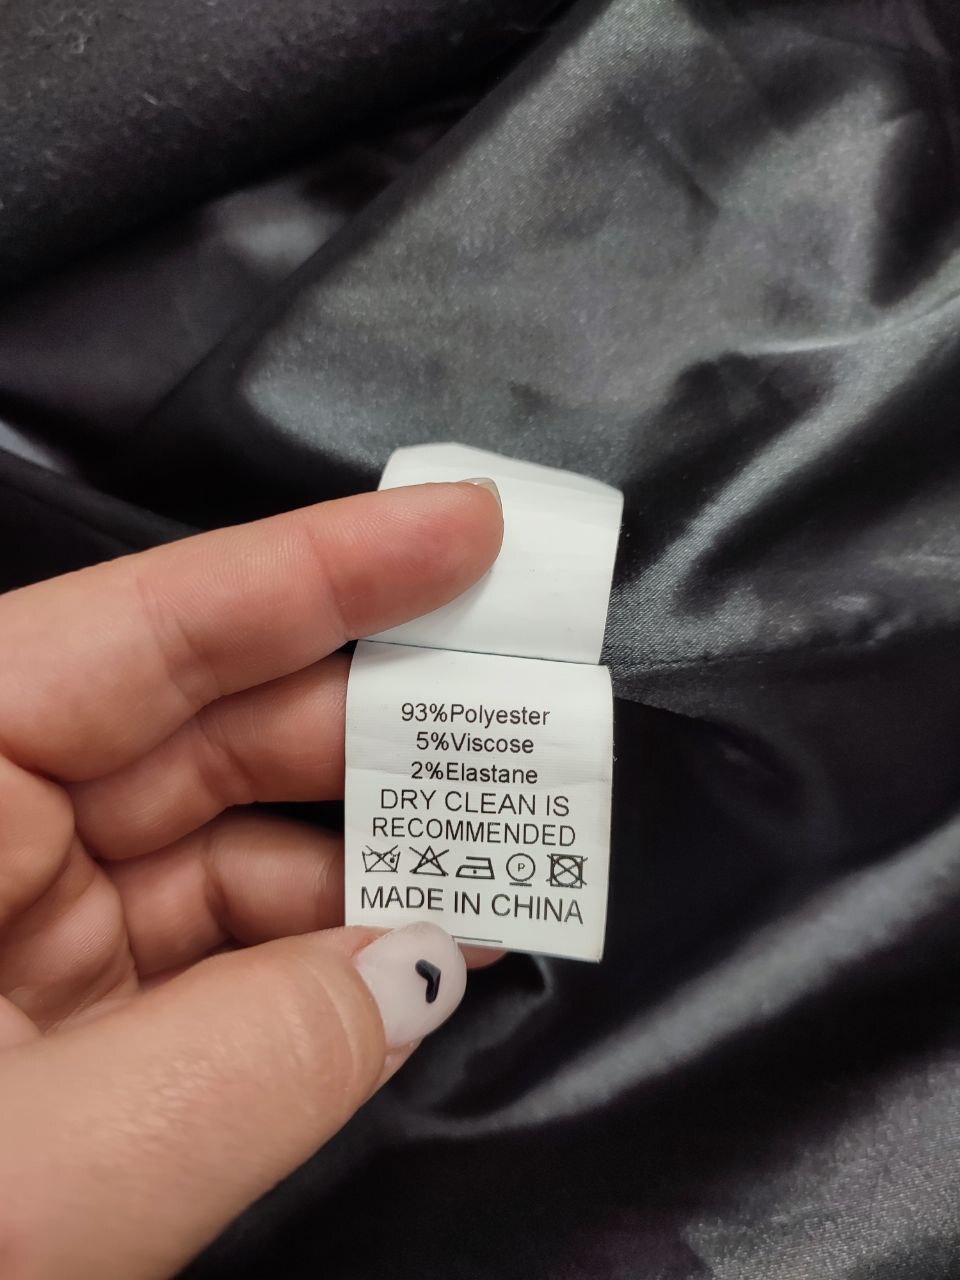 93%Polyester
5%Viscose
2%Elastane
DRY CLEAN IS
RECOMMENDED
P
MADE IN CHINA